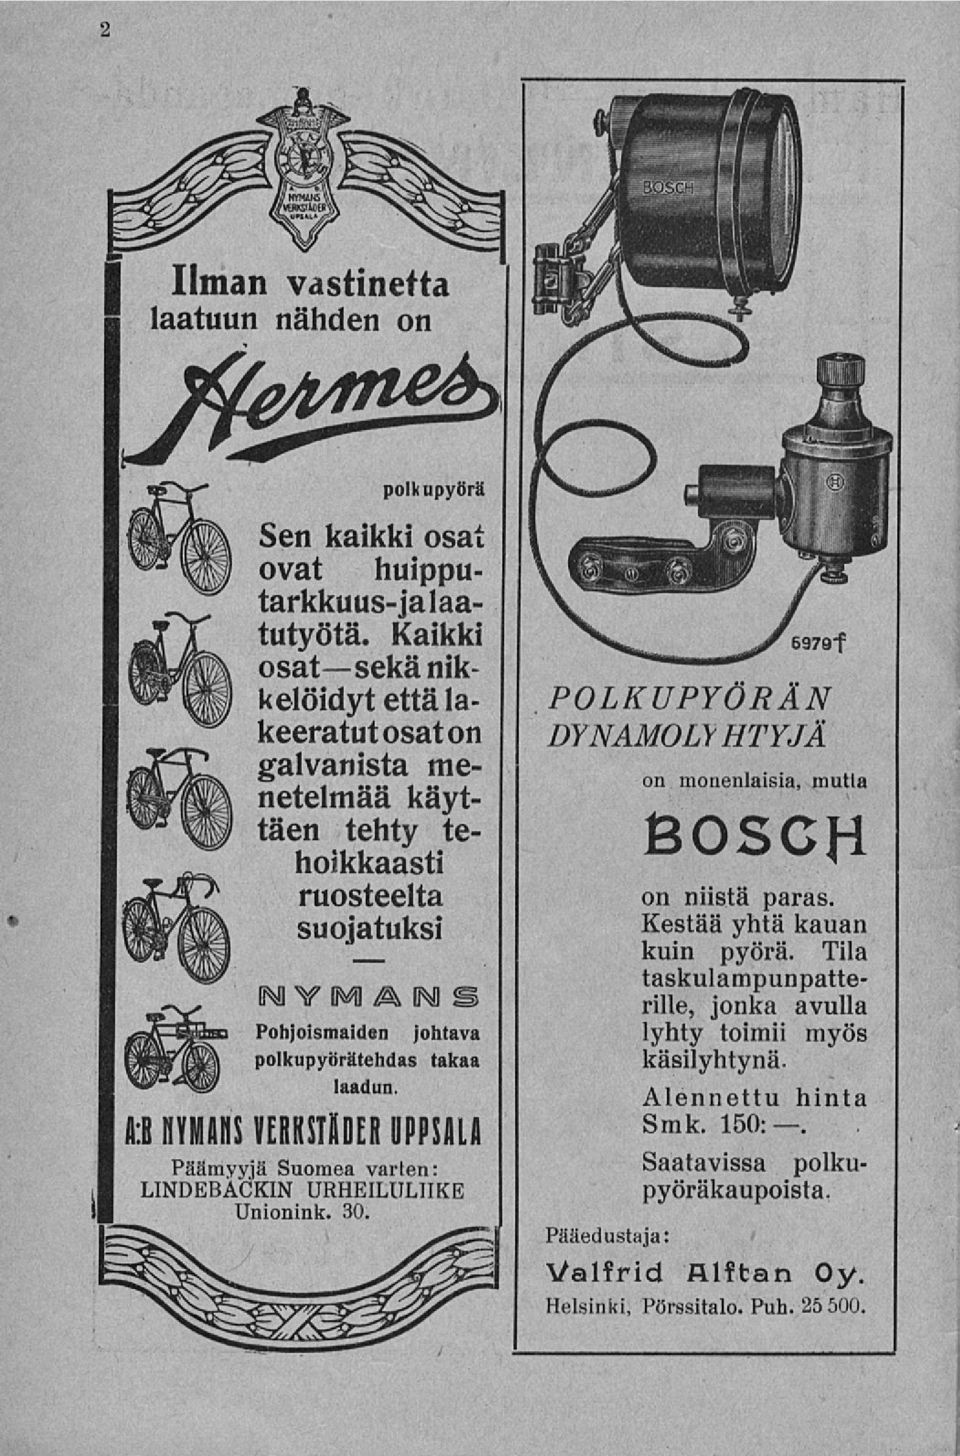 2
NYMANS
VERKSTÄDER
UPSALA
Ilman vastinetta
laatuun nähden on
Hermes
polkupyörä
Sen kaikki osat
ovat huippu-
tarkkuus-ja laa-
tutyötä. Kaikki
osat—sekä nik-
kelöidyt että la-
keeratut osat on
galvanista me-
netelmää käyt-
täen tehty te-
hoikkaasti
ruosteelta
suojatuksi
—
NYMANS
Pohjoismaiden johtava
polkupyörätehdas takaa
laadun.
A:B NYMANS VERKSTÄDER UPPSALA
Päämyyjä Suomea varten:
LINDEBÄCKIN URHEILULIIKE
Unionink. 30.
BOSCH
6979f
POLKUPYÖRÄN
DYNAMOLYHTYJÄ
on monenlaisia, mutta
BOSCH
on niistä paras.
Kestää yhtä kauan
kuin pyörä. Tila
taskulampunpatte-
rille, jonka avulla
lyhty toimii myös
käsilyhtynä.
Alennettu hinta
Smk. 150: —.
Saatavissa polku-
pyöräkaupoista.
Pääedustaja:
Valfrid Alftan Oy.
Helsinki, Pörssitalo. Puh. 25 500.